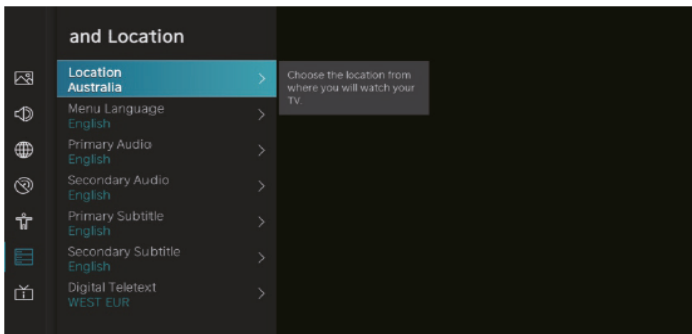 and Location
Location
Australia
Choose the location from
where you will watch your
TV.
Menu Language
English
Primary Audio
English
Secondary Audio
English
Primary Subtitle
English
Secondary Subtitle
English
Digital Teletext
WEST EUR